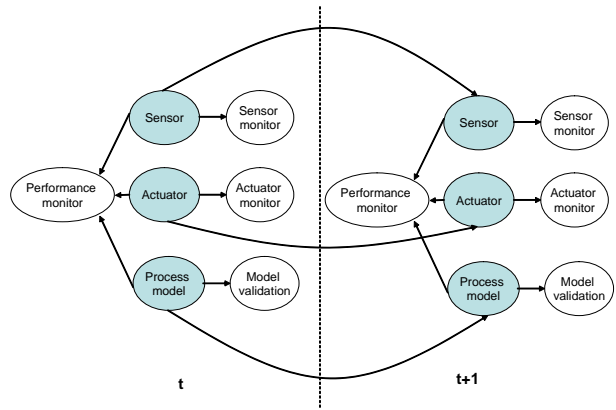 Sensor
Sensor
monitor
Performance
monitor
Actuator
Actuator
monitor
Process
model
Model
validation
t
Sensor
Sensor
monitor
Performance
monitor
Actuator
Actuator
monitor
Process
model
Model
validation
t+1